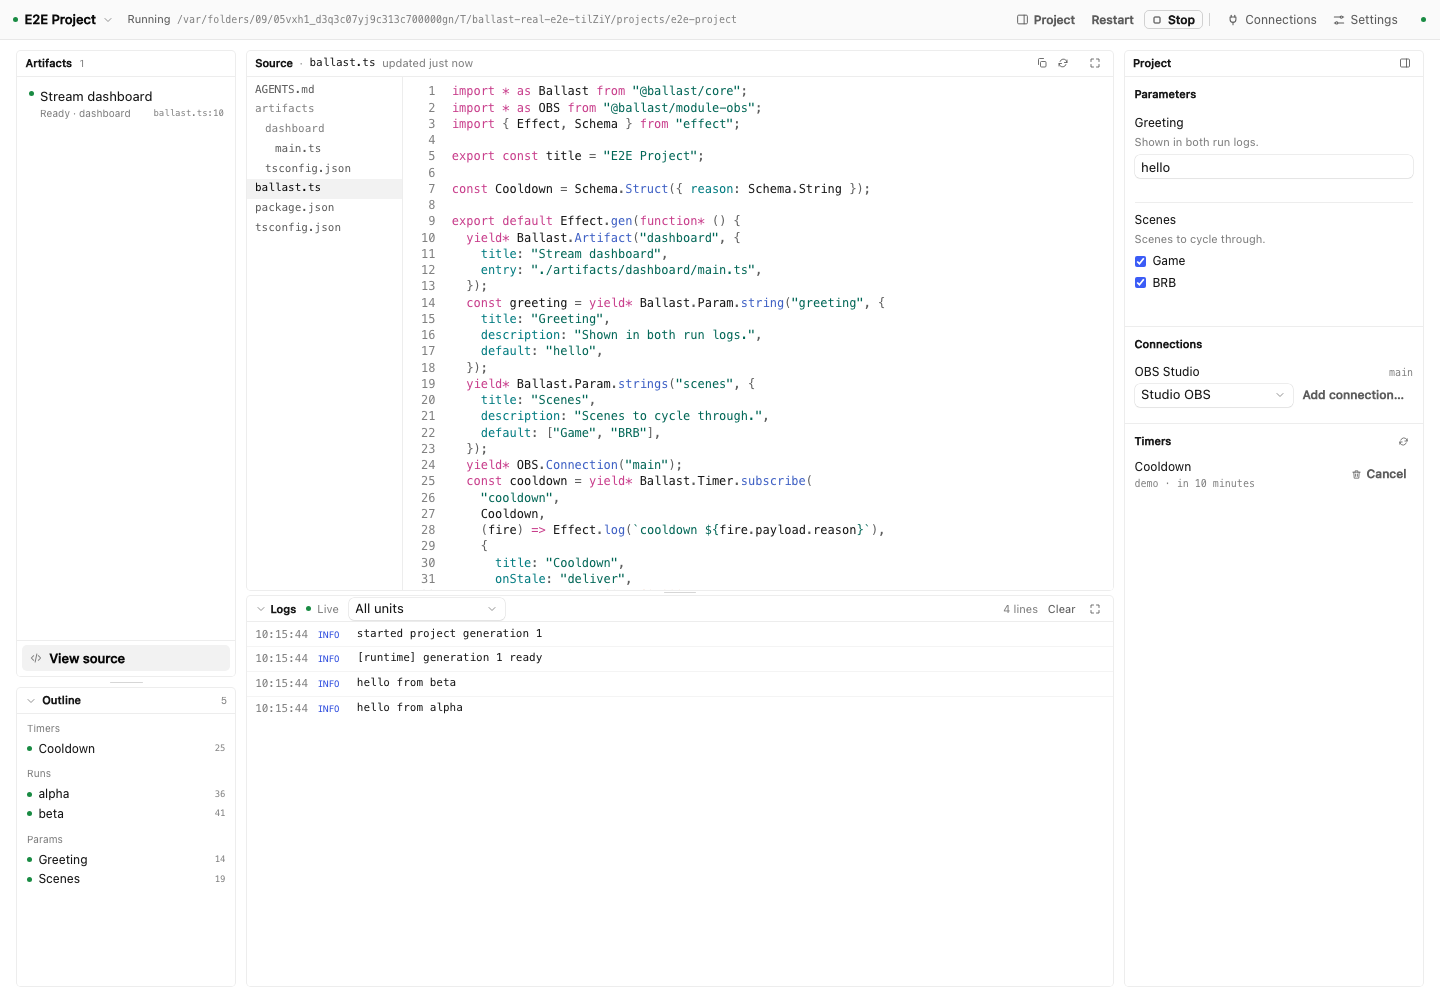 E2E Project Running /var/folders/09/05vxh1_d3q3c07yj9c313c700000gn/T/ballast-real-e2e-tilZiY/projects/e2e-project Project Restart Stop Connections Settings
Artifacts 1
Stream dashboard
Ready · dashboard ballast.ts:10
View source
Outline 5
Timers
Cooldown 25
Runs
alpha 36
beta 41
Params
Greeting 14
Scenes 19
Source · ballast.ts updated just now
AGENTS.md
artifacts
dashboard
main.ts
tsconfig.json
ballast.ts
package.json
tsconfig.json
1 import * as Ballast from "@ballast/core";
2 import * as OBS from "@ballast/module-obs";
3 import { Effect, Schema } from "effect";
4
5 export const title = "E2E Project";
6
7 const Cooldown = Schema.Struct({ reason: Schema.String });
8
9 export default Effect.gen(function* () {
10 yield* Ballast.Artifact("dashboard", {
11 title: "Stream dashboard",
12 entry: "./artifacts/dashboard/main.ts",
13 });
14 const greeting = yield* Ballast.Param.string("greeting", {
15 title: "Greeting",
16 description: "Shown in both run logs.",
17 default: "hello",
18 });
19 yield* Ballast.Param.strings("scenes", {
20 title: "Scenes",
21 description: "Scenes to cycle through.",
22 default: ["Game", "BRB"],
23 });
24 yield* OBS.Connection("main");
25 const cooldown = yield* Ballast.Timer.subscribe(
26 "cooldown",
27 Cooldown,
28 (fire) => Effect.log(`cooldown ${fire.payload.reason}`),
29 {
30 title: "Cooldown",
31 onStale: "deliver",
Logs Live All units 4 lines Clear
10:15:44 INFO started project generation 1
10:15:44 INFO [runtime] generation 1 ready
10:15:44 INFO hello from beta
10:15:44 INFO hello from alpha
Project
Parameters
Greeting
Shown in both run logs.
hello
Scenes
Scenes to cycle through.
Game
BRB
Connections
OBS Studio main
Studio OBS Add connection...
Timers
Cooldown
demo · in 10 minutes Cancel